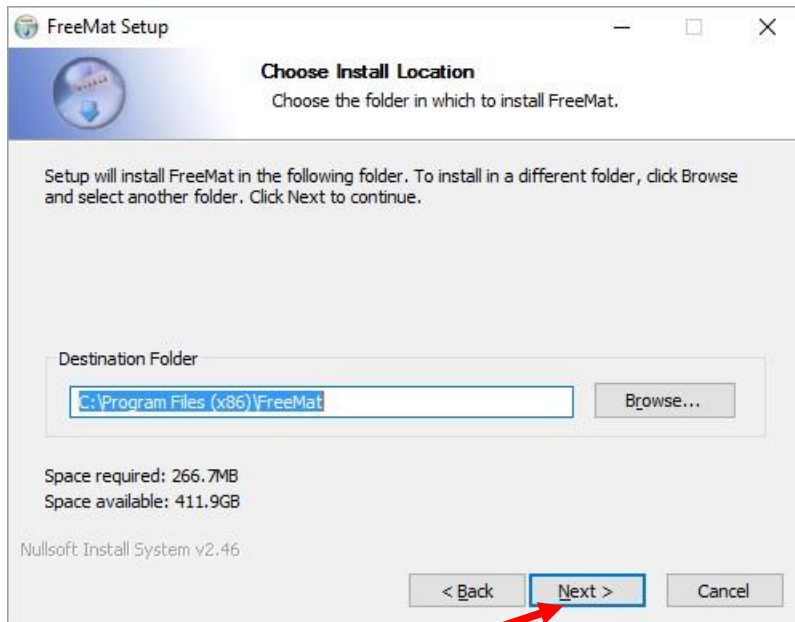 FreeMat Setup
Choose Install Location
Choose the folder in which to install FreeMat.
Setup will install FreeMat in the following folder. To install in a different folder, click Browse
and select another folder. Click Next to continue.
Destination Folder
C:\Program Files (x86)\FreeMat
Browse...
Space required: 266.7MB
Space available: 411.9GB
Nullsoft Install System v2.46
< Back Next > Cancel